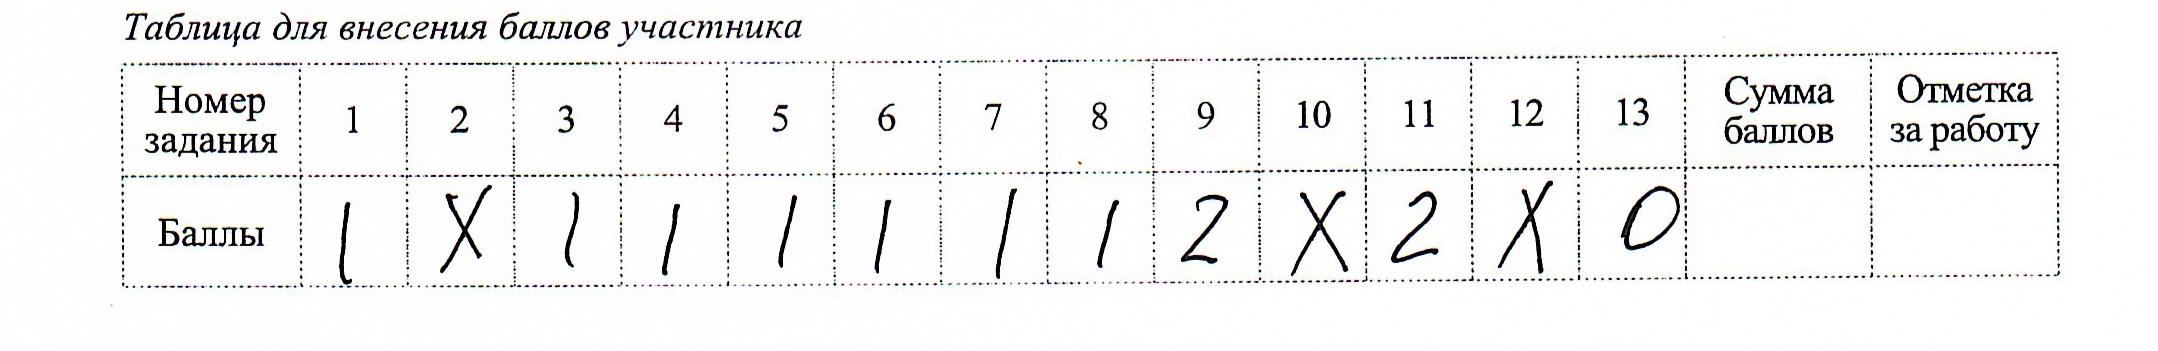 Таблица для внесения баллов участника
Номер задания 1 2 3 4 5 6 7 8 9 10 11 12 13 Сумма баллов Отметка за работу
Баллы 1 X 1 1 1 1 1 1 2 X 2 X 0